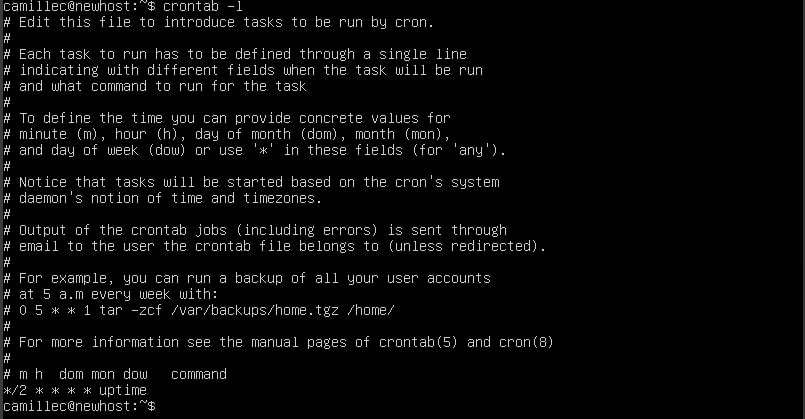 camillec@newhost:~$ crontab -l
# Edit this file to introduce tasks to be run by cron.
#
# Each task to run has to be defined through a single line
# indicating with different fields when the task will be run
# and what command to run for the task
#
# To define the time you can provide concrete values for
# minute (m), hour (h), day of month (dom), month (mon),
# and day of week (dow) or use '*' in these fields (for 'any').
#
# Notice that tasks will be started based on the cron's system
# daemon's notion of time and timezones.
#
# Output of the crontab jobs (including errors) is sent through
# email to the user the crontab file belongs to (unless redirected).
#
# For example, you can run a backup of all your user accounts
# at 5 a.m every week with:
# 0 5 * * 1 tar -zcf /var/backups/home.tgz /home/
#
# For more information see the manual pages of crontab(5) and cron(8)
#
# m h  dom mon dow   command
*/2 * * * * uptime
camillec@newhost:~$